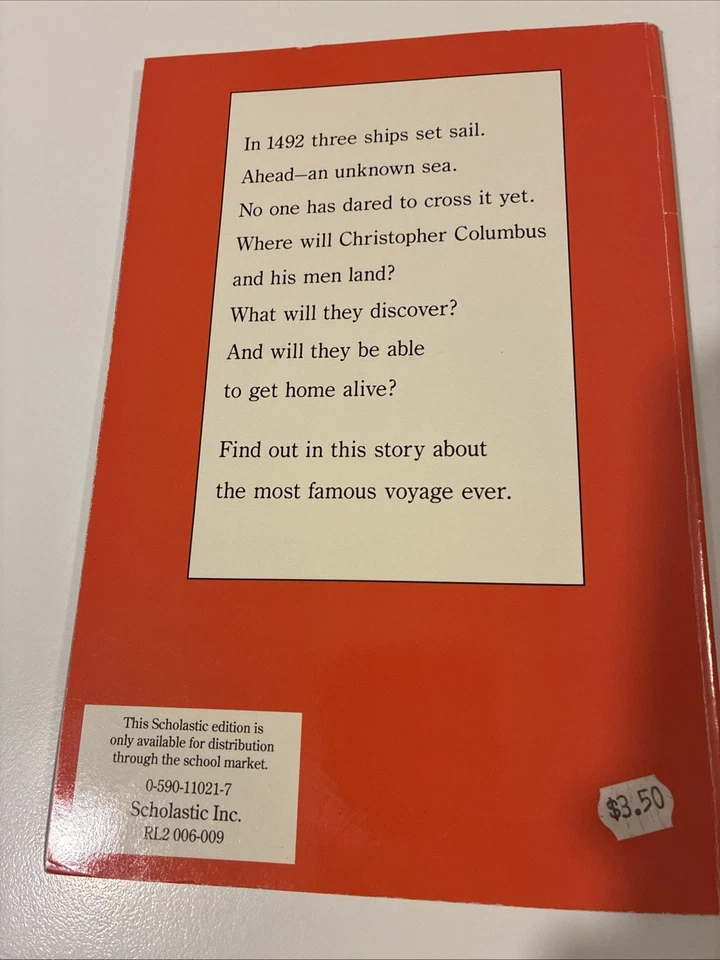 In 1492 three ships set sail.
Ahead—an unknown sea.
No one has dared to cross it yet.
Where will Christopher Columbus
and his men land?
What will they discover?
And will they be able
to get home alive?
Find out in this story about
the most famous voyage ever.
This Scholastic edition is
only available for distribution
through the school market.
0-590-11021-7
Scholastic Inc.
RL2 006-009
$3.50